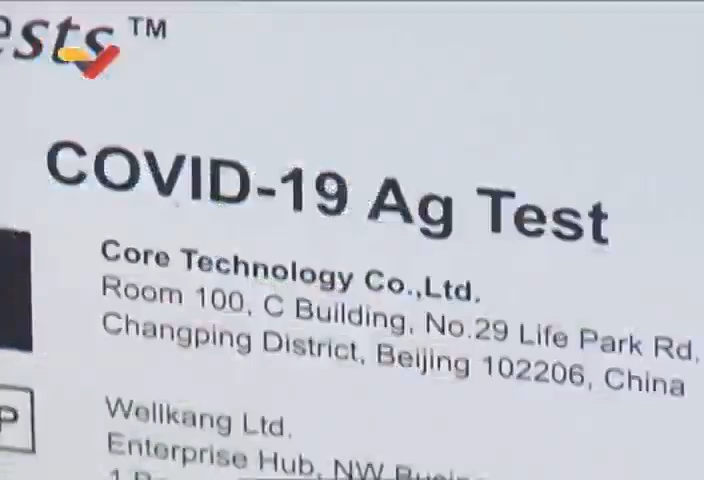 ests™
COVID-19 Ag Test
Core Technology Co.,Ltd.
Room 100, C Building, No.29 Life Park Rd,
Changping District, Beijing 102206, China
P
Wellkang Ltd.
Enterprise Hub, NW